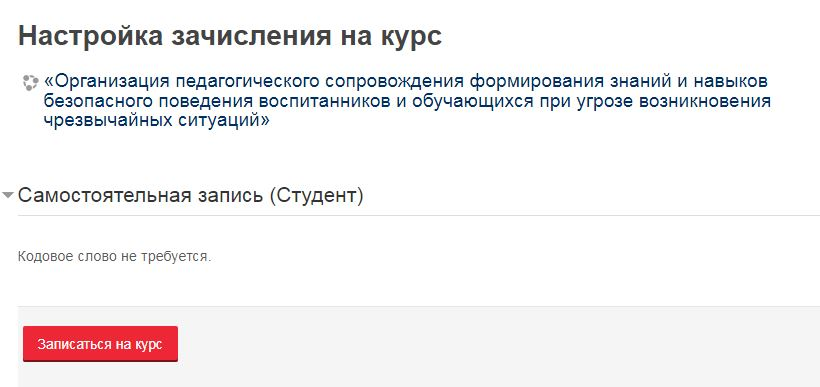 Настройка зачисления на курс
«Организация педагогического сопровождения формирования знаний и навыков
безопасного поведения воспитанников и обучающихся при угрозе возникновения
чрезвычайных ситуаций»
Самостоятельная запись (Студент)
Кодовое слово не требуется.
Записаться на курс